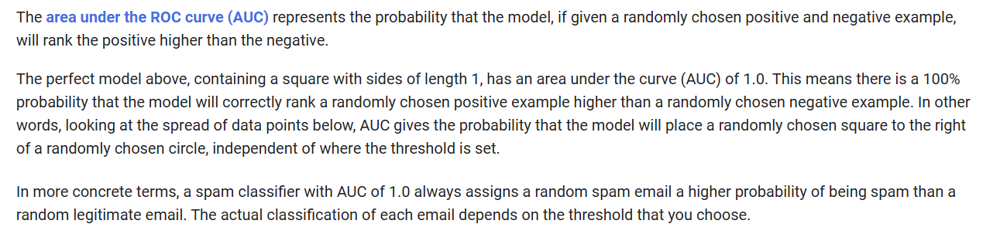 The area under the ROC curve (AUC) represents the probability that the model, if given a randomly chosen positive and negative example,
will rank the positive higher than the negative.
The perfect model above, containing a square with sides of length 1, has an area under the curve (AUC) of 1.0. This means there is a 100%
probability that the model will correctly rank a randomly chosen positive example higher than a randomly chosen negative example. In other
words, looking at the spread of data points below, AUC gives the probability that the model will place a randomly chosen square to the right
of a randomly chosen circle, independent of where the threshold is set.
In more concrete terms, a spam classifier with AUC of 1.0 always assigns a random spam email a higher probability of being spam than a
random legitimate email. The actual classification of each email depends on the threshold that you choose.